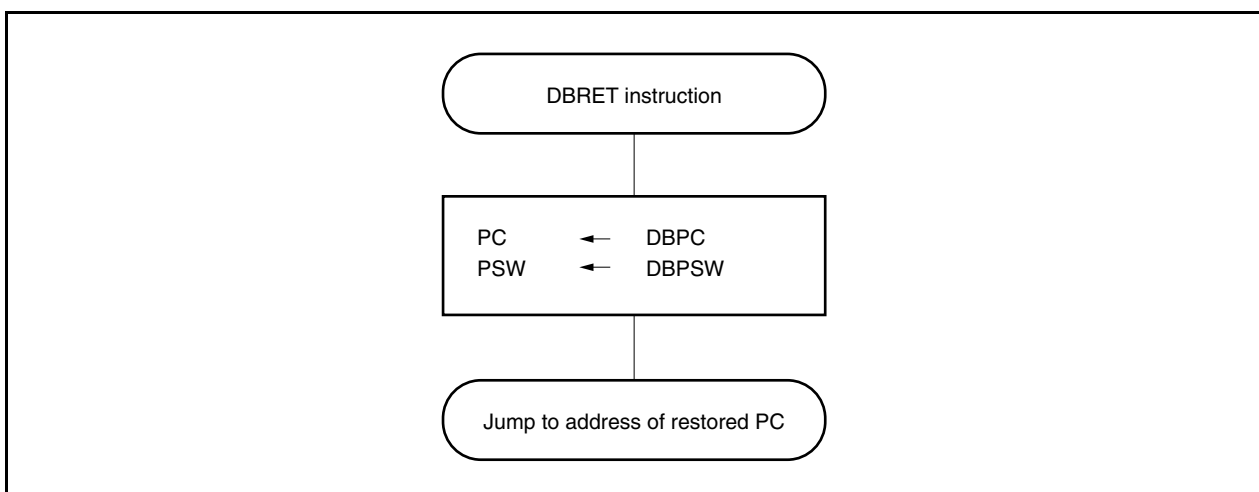 DBRET instruction
PC ← DBPC
PSW ← DBPSW
Jump to address of restored PC